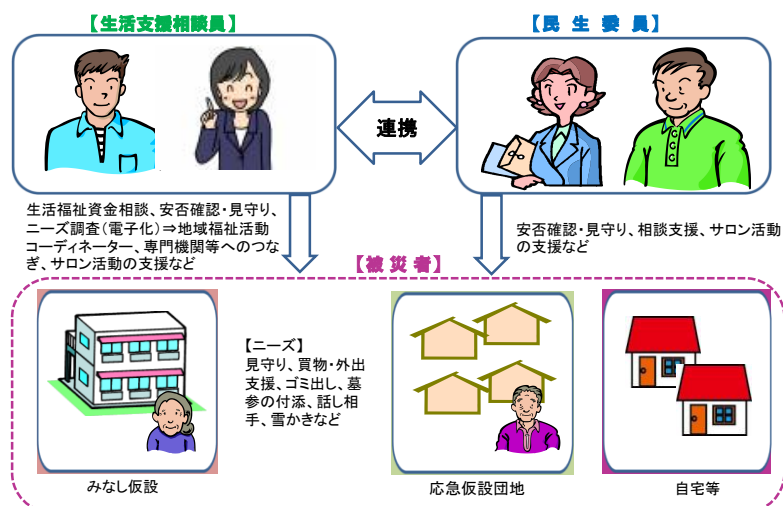 【生活支援相談員】
【民 生 委 員】
連携
生活福祉資金相談、安否確認・見守り、
ニーズ調査（電子化）⇒地域福祉活動
コーディネーター、専門機関等へのつな
ぎ、サロン活動の支援など
安否確認・見守り、相談支援、サロン活動
の支援など
【被 災 者】
【ニーズ】
見守り、買物・外出
支援、ゴミ出し、墓
参の付添、話し相
手、雪かきなど
みなし仮設
応急仮設団地
自宅等